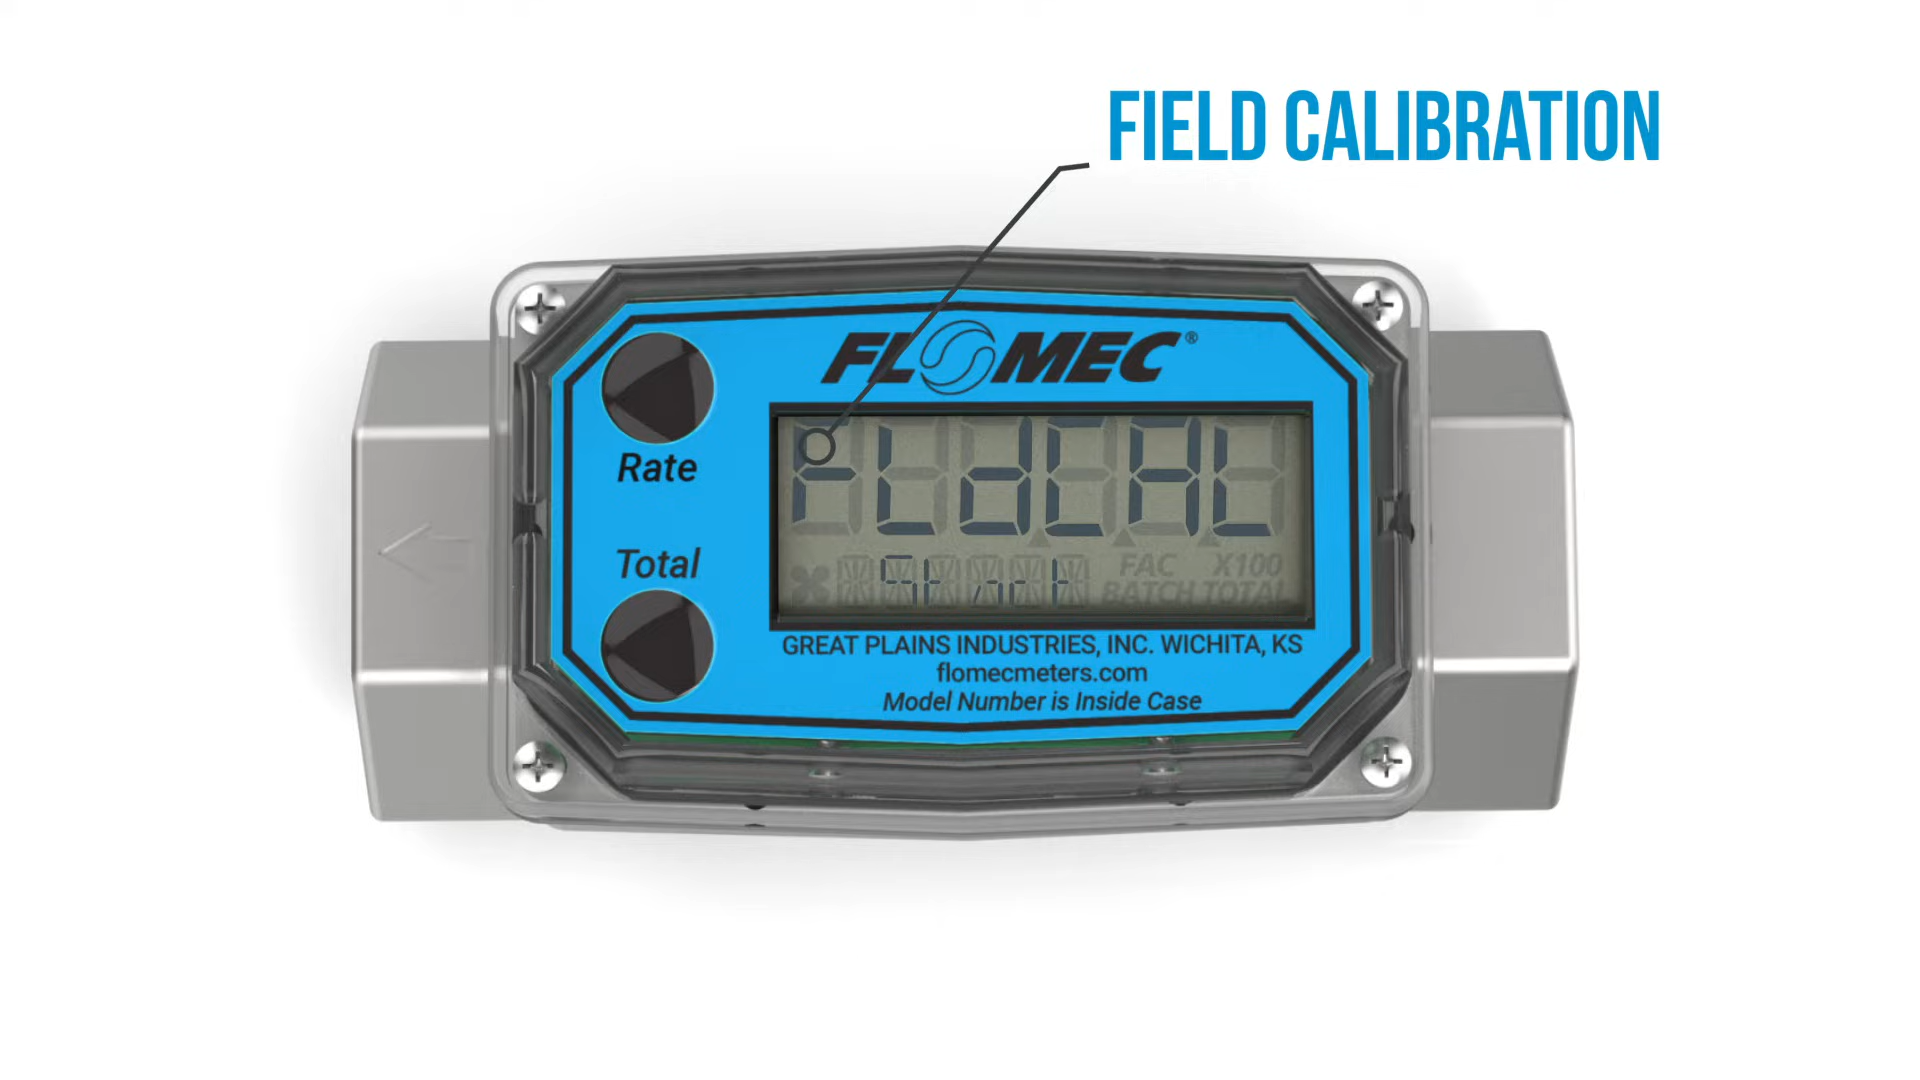 FIELD CALIBRATION
FLOMEC®
Rate
FLdCAL
Total
FAC X100
BATCH TOTAL
GREAT PLAINS INDUSTRIES, INC. WICHITA, KS
flomecmeters.com
Model Number is Inside Case